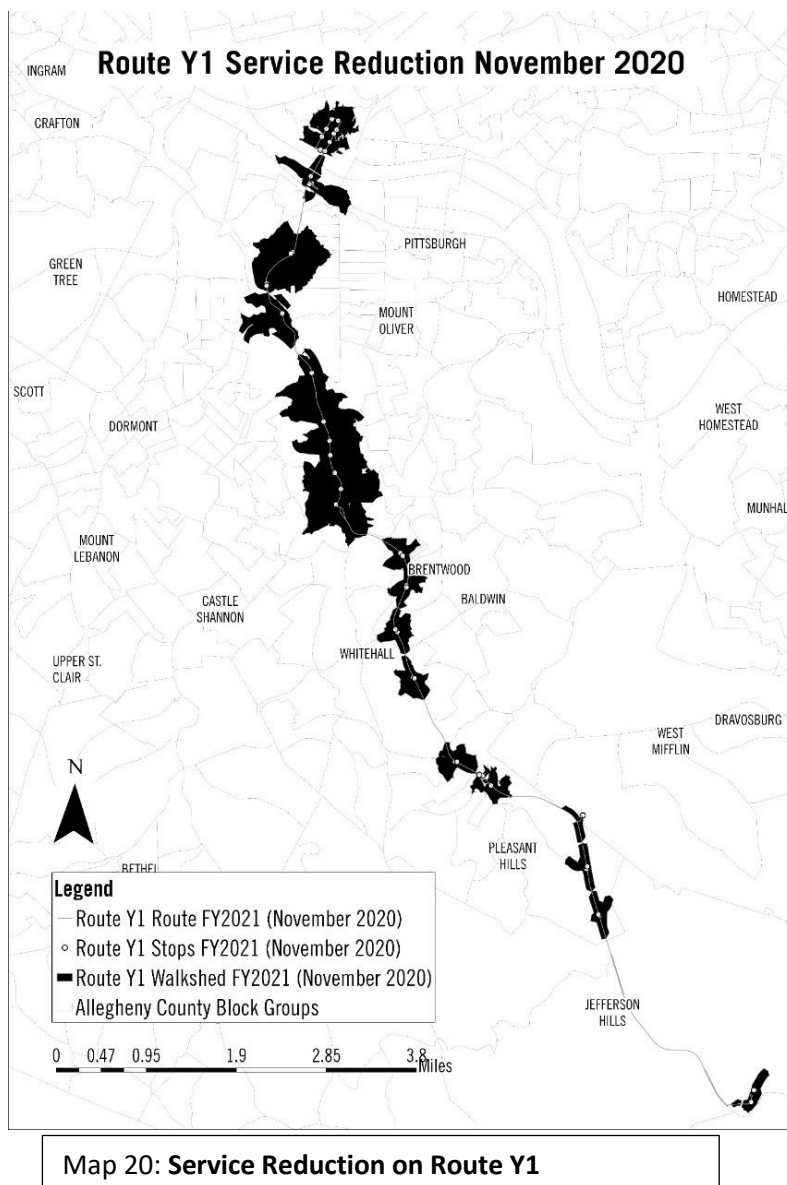 Route Y1 Service Reduction November 2020
INGRAM
CRAFTON
PITTSBURGH
GREEN
TREE
HOMESTEAD
MOUNT
OLIVER
SCOTT
DORMONT
WEST
HOMESTEAD
MUNHAL
MOUNT
LEBANON
BRENTWOOD
CASTLE
SHANNON
BALDWIN
WHITEHALL
UPPER ST.
CLAIR
DRAVOSBURG
WEST
MIFFLIN
N
PLEASANT
HILLS
BETHEL
Legend
Route Y1 Route FY2021 (November 2020)
Route Y1 Stops FY2021 (November 2020)
Route Y1 Walkshed FY2021 (November 2020)
Allegheny County Block Groups
JEFFERSON
HILLS
0 0.47 0.95 1.9 2.85 3.8 Miles
Map 20: Service Reduction on Route Y1